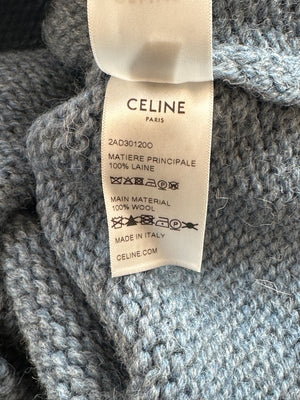 CELINE
PARIS
2AD30120O
MATIERE PRINCIPALE
100% LAINE
MAIN MATERIAL
100% WOOL
MADE IN ITALY
CELINE.COM